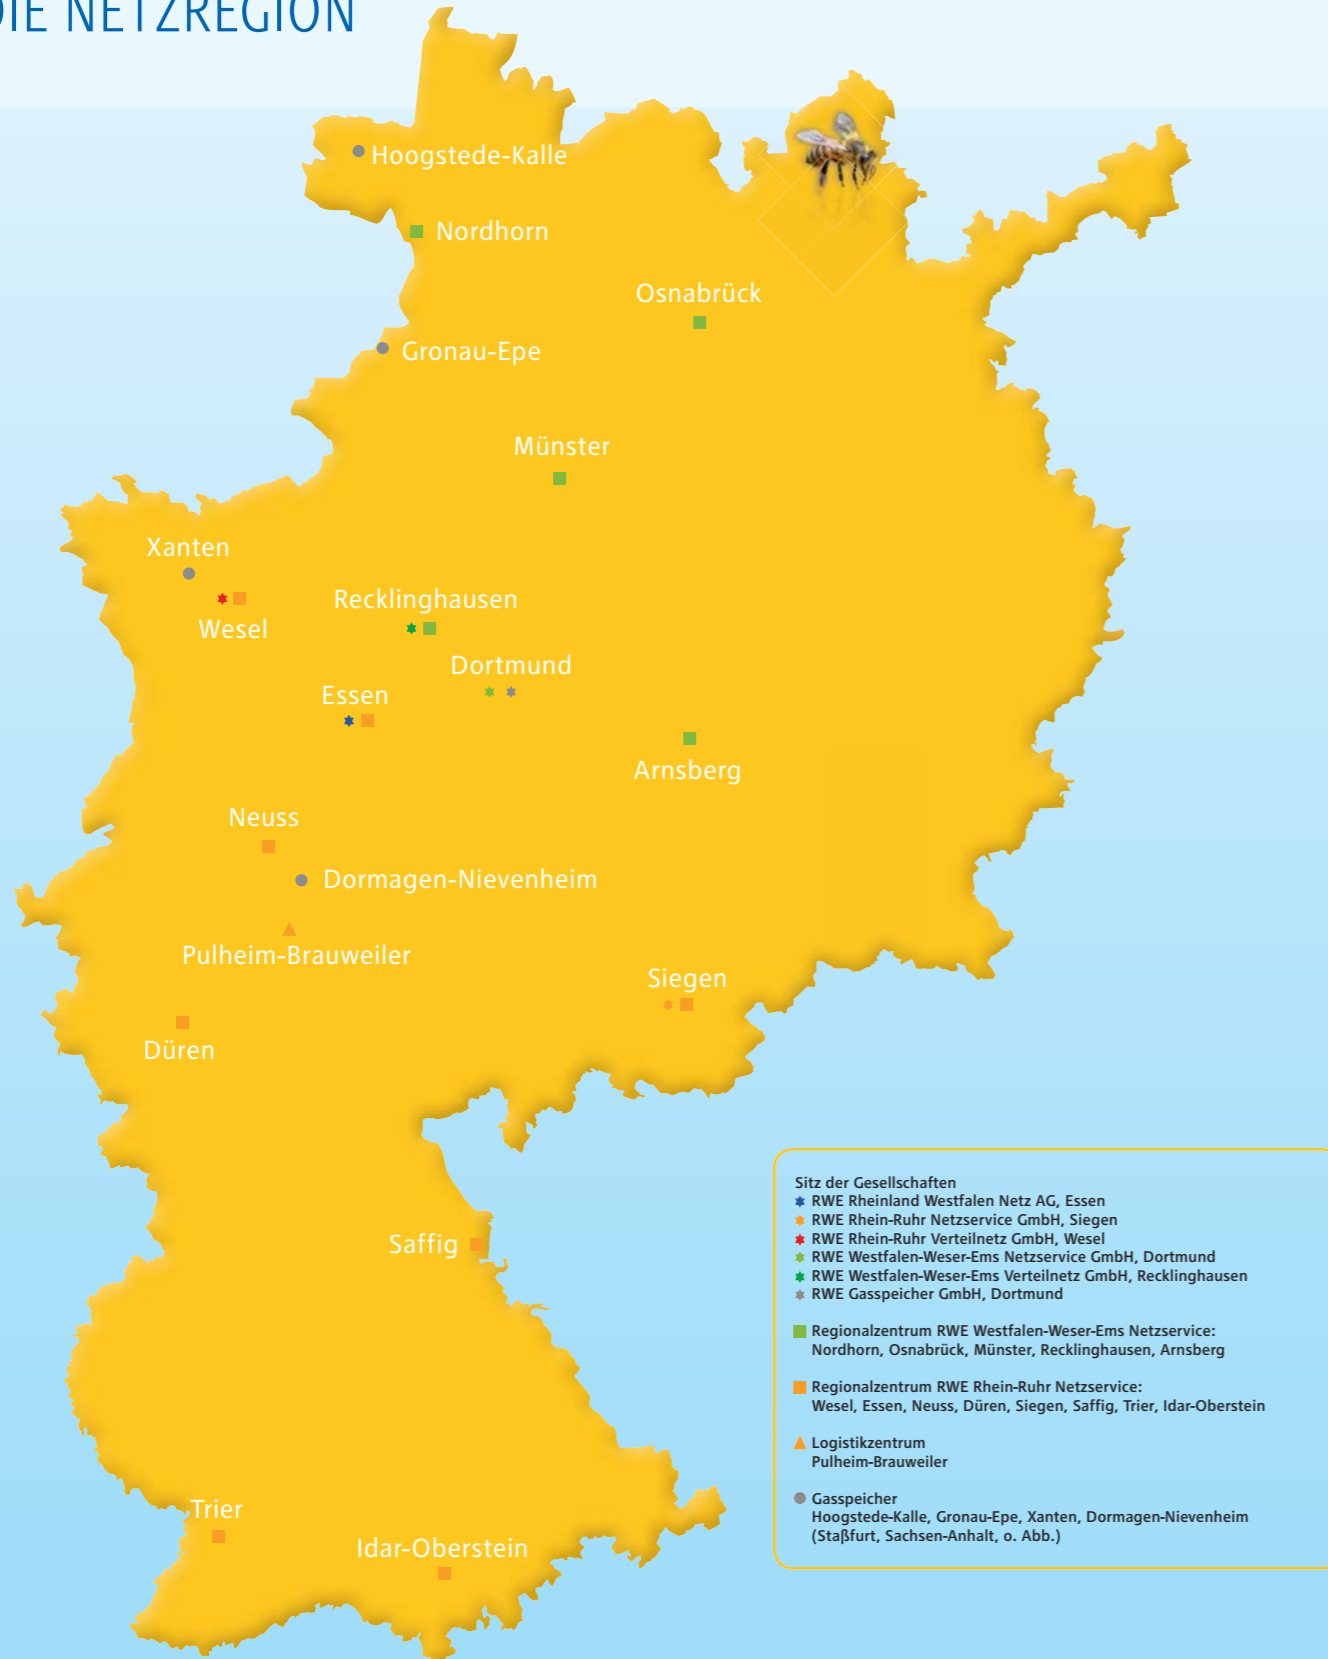 DIE NETZREGION
Hoogstede-Kalle
Nordhorn
Osnabrück
Gronau-Epe
Münster
Xanten
Wesel
Recklinghausen
Dortmund
Essen
Arnsberg
Neuss
Dormagen-Nievenheim
Pulheim-Brauweiler
Siegen
Düren
Saffig
Trier
Idar-Oberstein
Sitz der Gesellschaften
RWE Rheinland Westfalen Netz AG, Essen
RWE Rhein-Ruhr Netzservice GmbH, Siegen
RWE Rhein-Ruhr Verteilnetz GmbH, Wesel
RWE Westfalen-Weser-Ems Netzservice GmbH, Dortmund
RWE Westfalen-Weser-Ems Verteilnetz GmbH, Recklinghausen
RWE Gasspeicher GmbH, Dortmund
Regionalzentrum RWE Westfalen-Weser-Ems Netzservice:
Nordhorn, Osnabrück, Münster, Recklinghausen, Arnsberg
Regionalzentrum RWE Rhein-Ruhr Netzservice:
Wesel, Essen, Neuss, Düren, Siegen, Saffig, Trier, Idar-Oberstein
Logistikzentrum
Pulheim-Brauweiler
Gasspeicher
Hoogstede-Kalle, Gronau-Epe, Xanten, Dormagen-Nievenheim
(Staßfurt, Sachsen-Anhalt, o. Abb.)